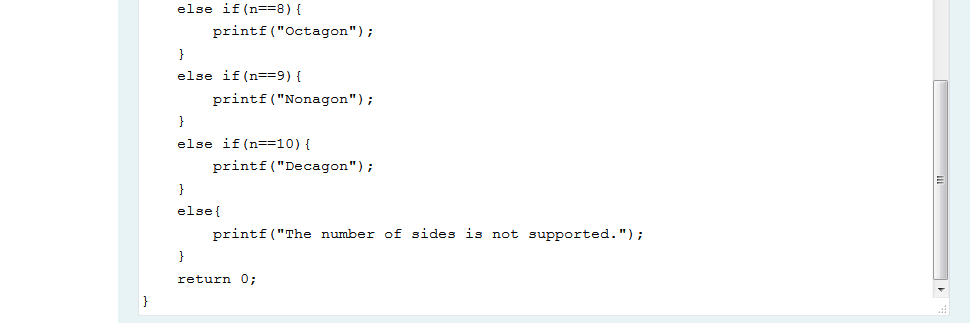 else if(n==8){
printf("Octagon");
}
else if(n==9){
printf("Nonagon");
}
else if(n==10){
printf("Decagon");
}
else{
printf("The number of sides is not supported.");
}
return 0;
}